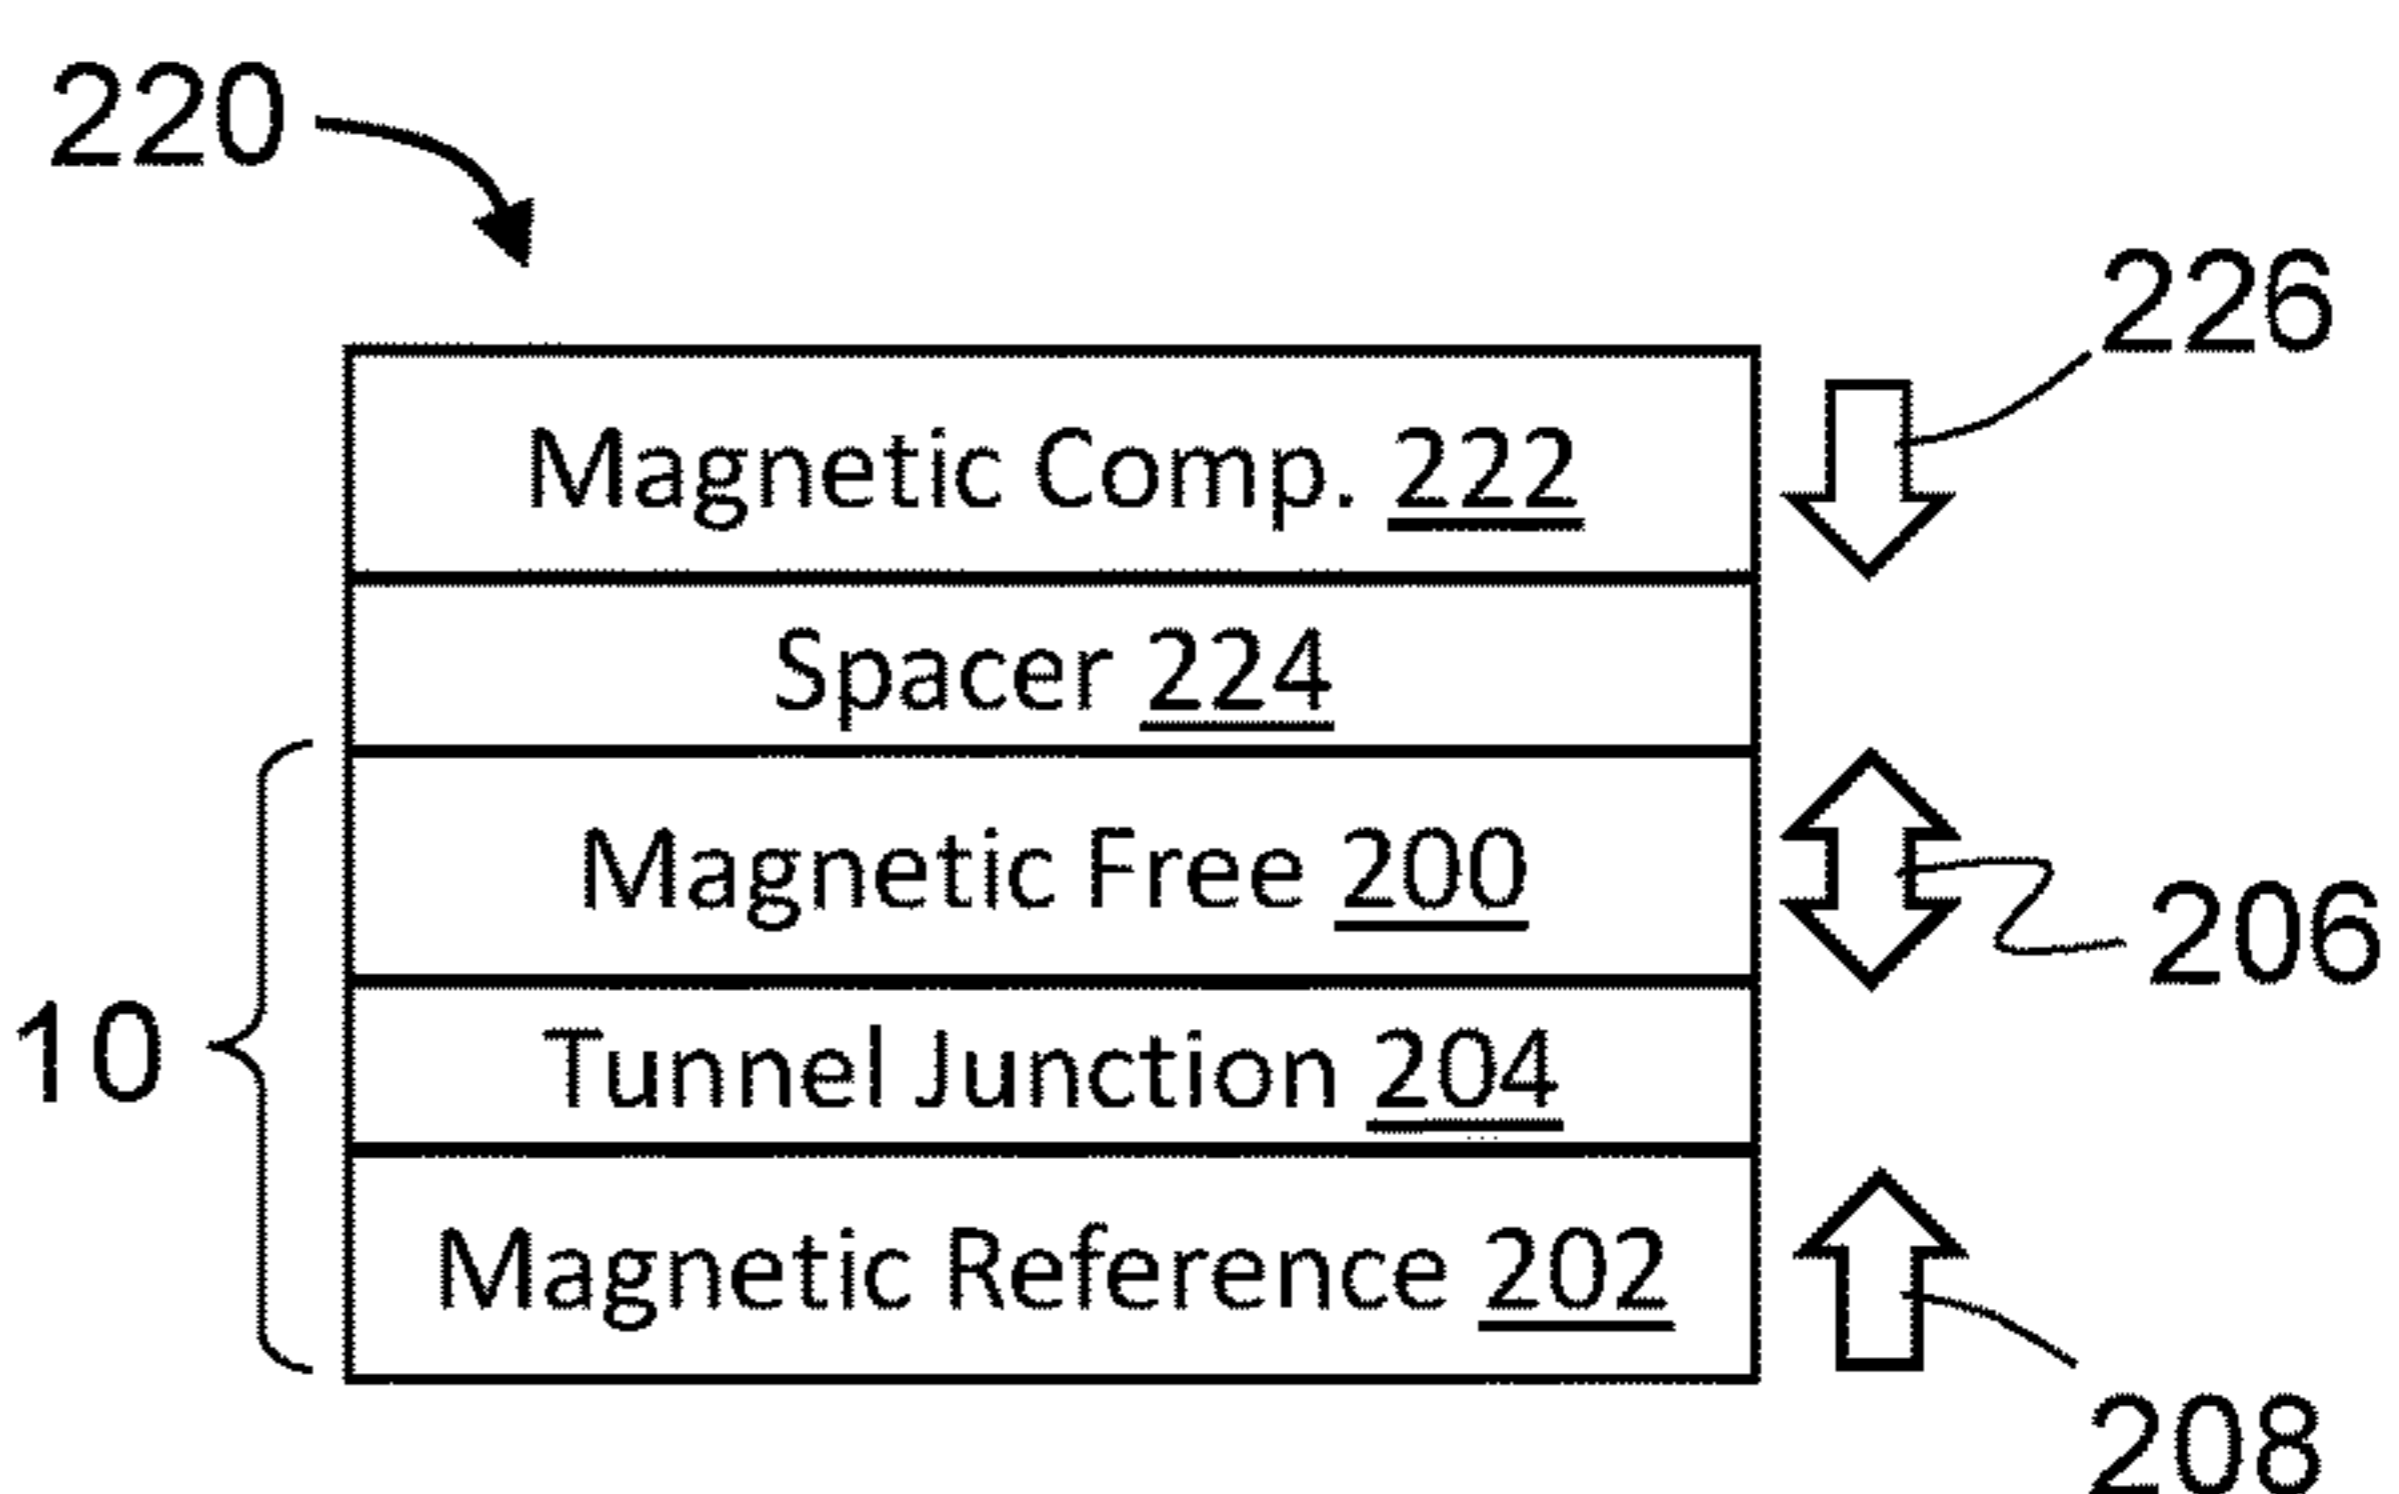 220
226
Magnetic Comp. 222
Spacer 224
Magnetic Free 200
206
10
Tunnel Junction 204
Magnetic Reference 202
208